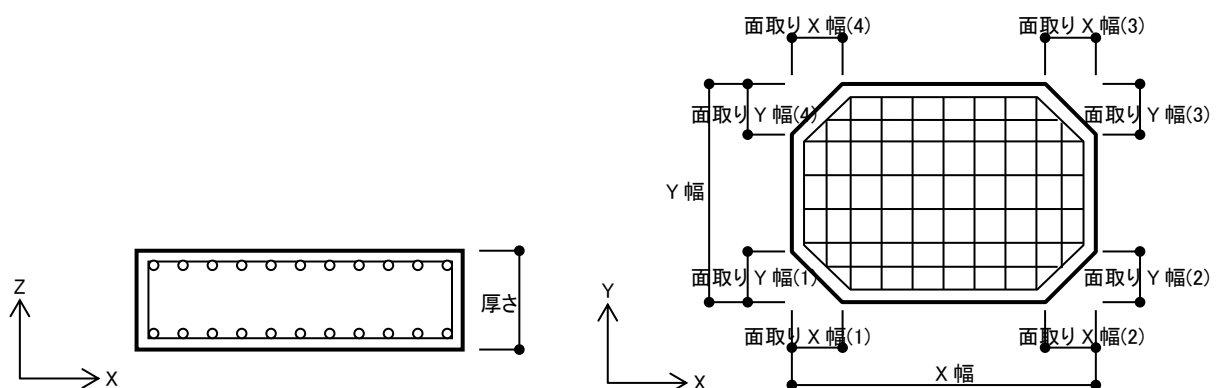 面取り X 幅(4)
面取り X 幅(3)
面取り Y 幅(4)
面取り Y 幅(3)
Y 幅
Z
厚さ
X
面取り Y 幅(1)
面取り Y 幅(2)
Y
面取り X 幅(1)
面取り X 幅(2)
X 幅
X